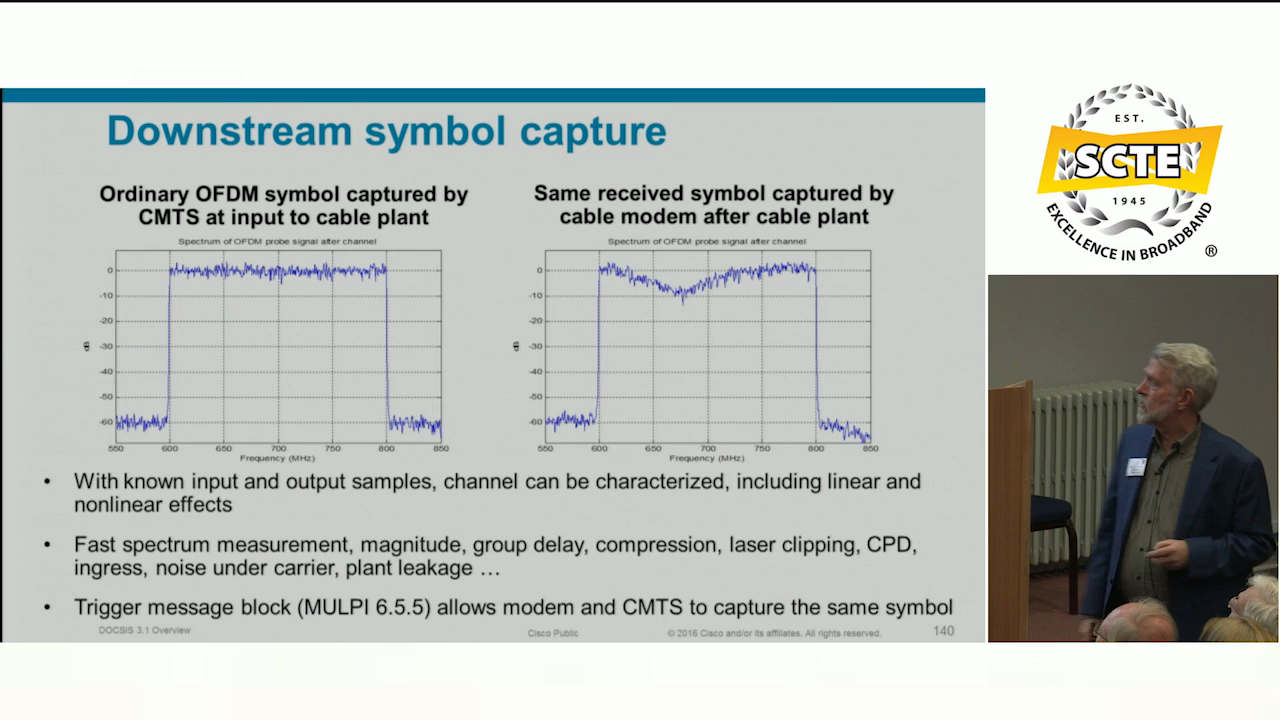 Downstream symbol capture
Ordinary OFDM symbol captured by
CMTS at input to cable plant
Spectrum of OFDM probe signal after channel
0
-10
-20
-30
-40
-50
-60
dB
550 600 650 700 750 800 850
Frequency (MHz)
Same received symbol captured by
cable modem after cable plant
Spectrum of OFDM probe signal after channel
0
-10
-20
-30
-40
-50
-60
dB
550 600 650 700 750 800 850
Frequency (MHz)
• With known input and output samples, channel can be characterized, including linear and
nonlinear effects
• Fast spectrum measurement, magnitude, group delay, compression, laser clipping, CPD,
ingress, noise under carrier, plant leakage …
• Trigger message block (MULPI 6.5.5) allows modem and CMTS to capture the same symbol
DOCSIS 3.1 Overview
Cisco Public
© 2016 Cisco and/or its affiliates. All rights reserved.
140
EST.
SCTE
1945
EXCELLENCE IN BROADBAND
®